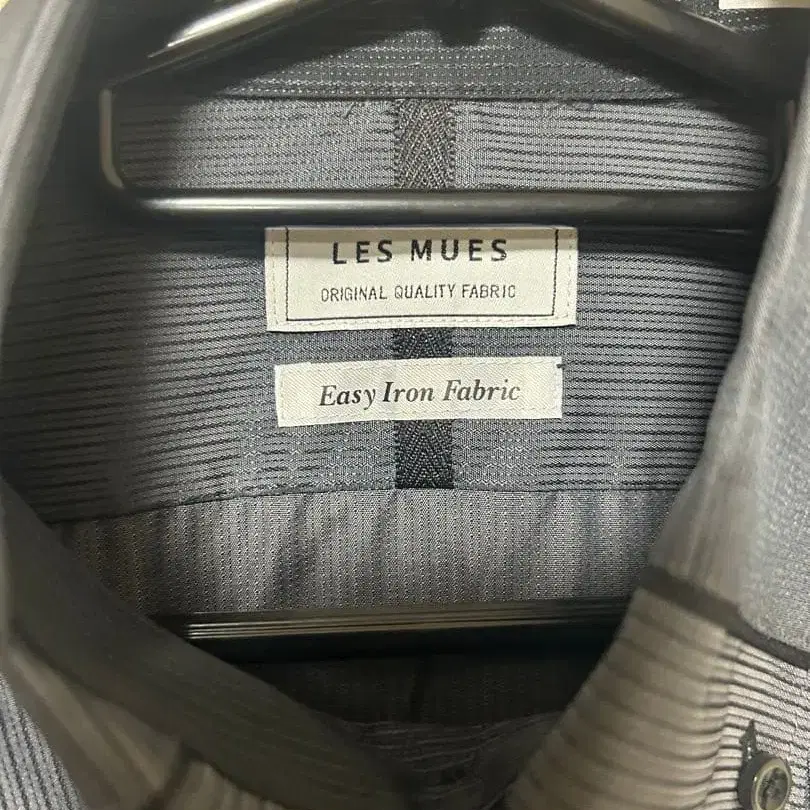 LES MUES
ORIGINAL QUALITY FABRIC
Easy Iron Fabric